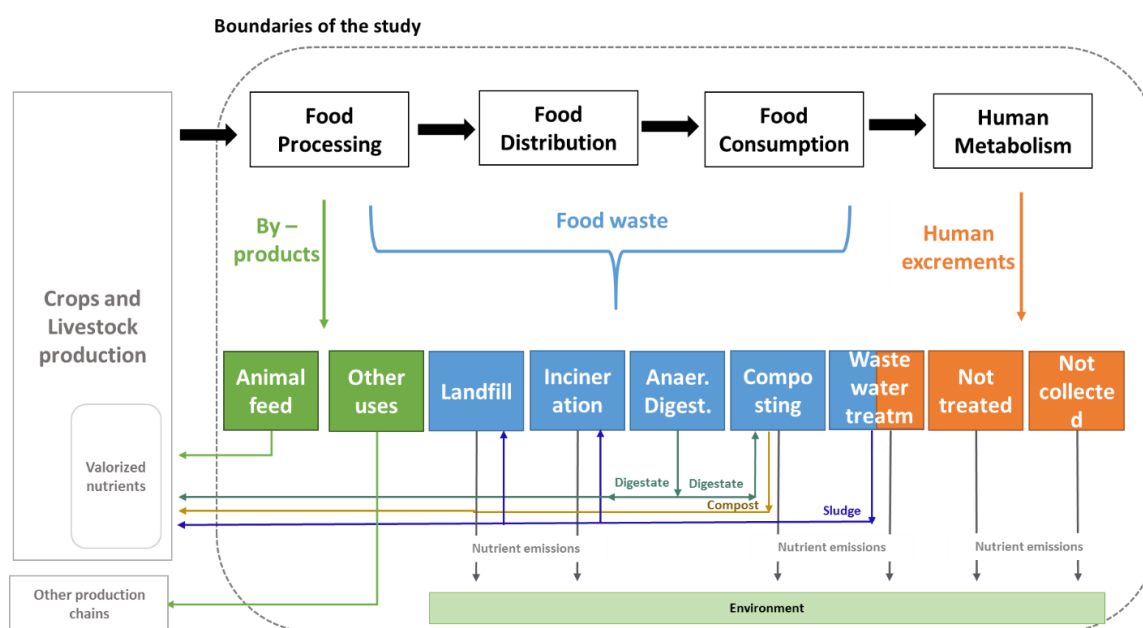 Boundaries of the study
Food
Processing
Food
Distribution
Food
Consumption
Human
Metabolism
By –
products
Food waste
Human
excrements
Crops and
Livestock
production
Animal
feed
Other
uses
Landfill
Inciner
ation
Anaer.
Digest.
Compo
sting
Waste
water
treatm
Not
treated
Not
collecte
d
Valorized
nutrients
Digestate
Digestate
Compost
Sludge
Nutrient emissions
Nutrient emissions
Nutrient emissions
Other production
chains
Environment